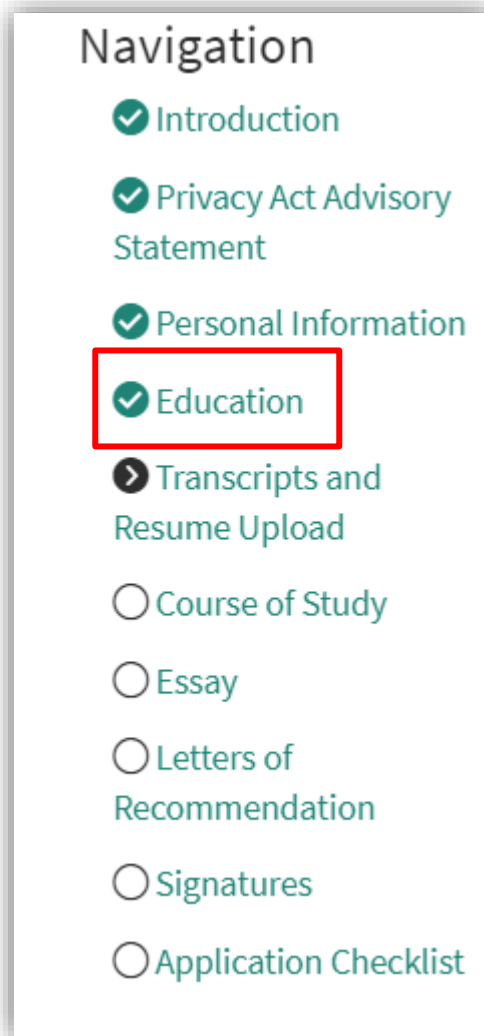 Navigation
Introduction
Privacy Act Advisory
Statement
Personal Information
Education
Transcripts and
Resume Upload
Course of Study
Essay
Letters of
Recommendation
Signatures
Application Checklist